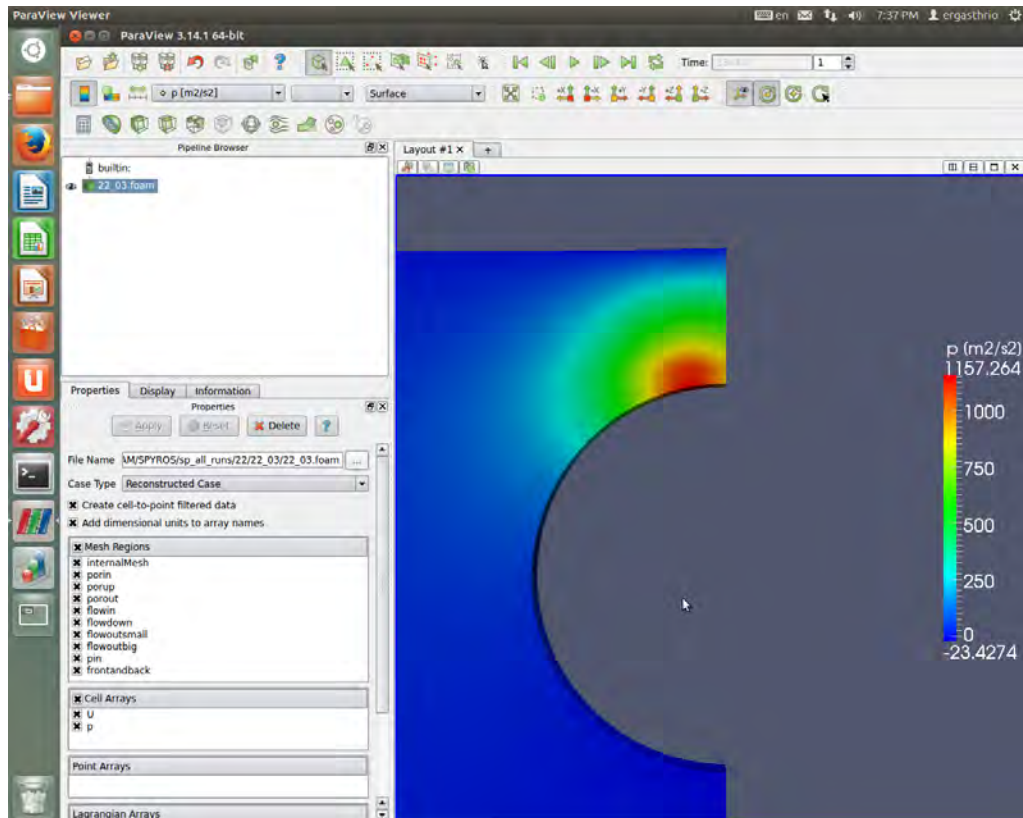 ParaView Viewer
en
7:37 PM
ergasthrio
ParaView 3.14.1 64-bit
Time:
1
p [m2/s2]
Surface
Pipeline Browser
Layout #1 x
+
builtin:
22_03.foam
Properties
Display
Information
Properties
Apply
Reset
Delete
?
File Name
\M/SPYROS/sp_all_runs/22/22_03/22_03.foam
...
Case Type
Reconstructed Case
Create cell-to-point filtered data
Add dimensional units to array names
Mesh Regions
internalMesh
porin
porup
porout
flowin
flowdown
flowoutsmall
flowoutbig
pin
frontandback
Cell Arrays
U
p
Point Arrays
Lagrangian Arrays
p (m2/s2)
1157.264
1000
750
500
250
0
-23.4274